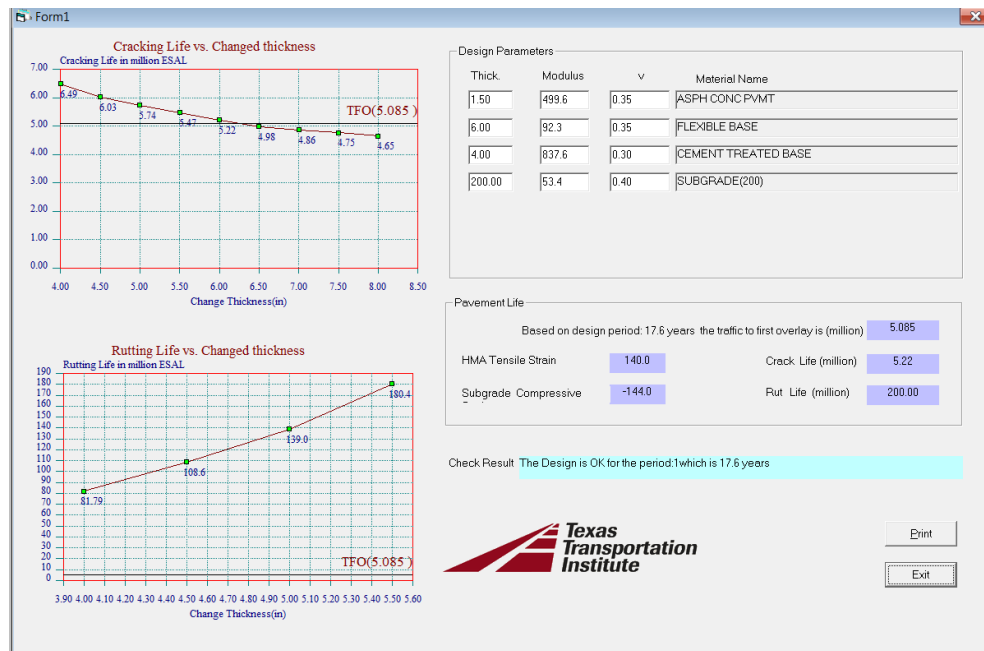 Form1
Cracking Life vs. Changed thickness
Cracking Life in million ESAL
7.00
6.00
5.00
4.00
3.00
2.00
1.00
0.00
6.49
6.03
5.74
5.47
5.22
4.98
4.86
4.75
4.65
TFO(5.085 )
4.00 4.50 5.00 5.50 6.00 6.50 7.00 7.50 8.00 8.50
Change Thickness(in)
Rutting Life vs. Changed thickness
Rutting Life in million ESAL
190
180
170
160
150
140
130
120
110
100
90
80
70
60
50
40
30
20
10
0
81.79
108.6
139.0
180.4
TFO(5.085 )
3.90 4.00 4.10 4.20 4.30 4.40 4.50 4.60 4.70 4.80 4.90 5.00 5.10 5.20 5.30 5.40 5.50 5.60
Change Thickness(in)
Design Parameters
Thick. Modulus v Material Name
1.50 499.6 0.35 ASPH CONC PVMT
6.00 92.3 0.35 FLEXIBLE BASE
4.00 837.6 0.30 CEMENT TREATED BASE
200.00 53.4 0.40 SUBGRADE(200)
Pavement Life
Based on design period: 17.6 years the traffic to first overlay is (million) 5.085
HMA Tensile Strain 140.0 Crack Life (million) 5.22
Subgrade Compressive -144.0 Rut Life (million) 200.00
Check Result The Design is OK for the period:1which is 17.6 years
Texas
Transportation
Institute
Print
Exit